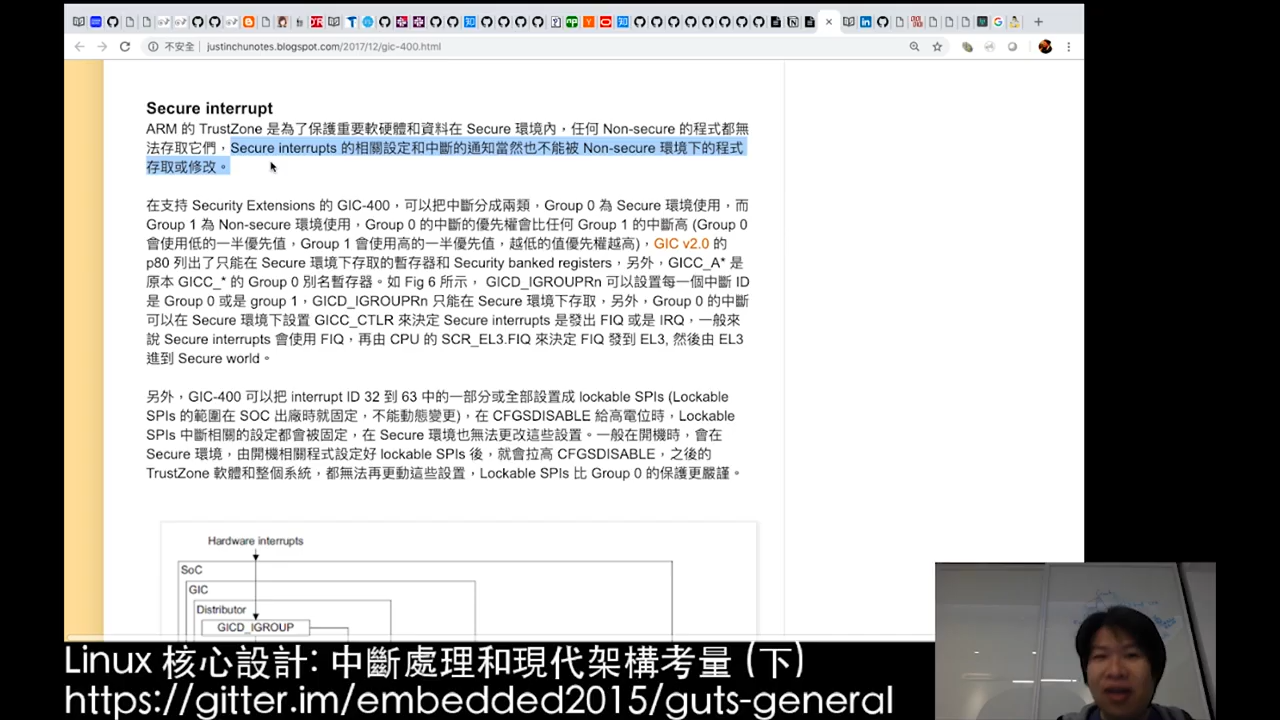 不安全 justinchunotes.blogspot.com/2017/12/gic-400.html
Secure interrupt
ARM 的 TrustZone 是為了保護重要軟硬體和資料在 Secure 環境內，任何 Non-secure 的程式都無
法存取它們，Secure interrupts 的相關設定和中斷的通知當然也不能被 Non-secure 環境下的程式
存取或修改。
在支持 Security Extensions 的 GIC-400，可以把中斷分成兩類，Group 0 為 Secure 環境使用，而
Group 1 為 Non-secure 環境使用，Group 0 的中斷的優先權會比任何 Group 1 的中斷高 (Group 0
會使用低的一半優先值，Group 1 會使用高的一半優先值，越低的值優先權越高)，GIC v2.0 的
p80 列出了只能在 Secure 環境下存取的暫存器和 Security banked registers，另外，GICC_A* 是
原本 GICC_* 的 Group 0 別名暫存器。如 Fig 6 所示， GICD_IGROUPRn 可以設置每一個中斷 ID
是 Group 0 或是 group 1，GICD_IGROUPRn 只能在 Secure 環境下存取，另外，Group 0 的中斷
可以在 Secure 環境下設置 GICC_CTLR 來決定 Secure interrupts 是發出 FIQ 或是 IRQ，一般來
說 Secure interrupts 會使用 FIQ，再由 CPU 的 SCR_EL3.FIQ 來決定 FIQ 發到 EL3, 然後由 EL3
進到 Secure world。
另外，GIC-400 可以把 interrupt ID 32 到 63 中的一部分或全部設置成 lockable SPIs (Lockable
SPIs 的範圍在 SOC 出廠時就固定，不能動態變更)，在 CFGSDISABLE 給高電位時，Lockable
SPIs 中斷相關的設定都會被固定，在 Secure 環境也無法更改這些設置。一般在開機時，會在
Secure 環境，由開機相關程式設定好 lockable SPIs 後，就會拉高 CFGSDISABLE，之後的
TrustZone 軟體和整個系統，都無法再更動這些設置，Lockable SPIs 比 Group 0 的保護更嚴謹。
Hardware interrupts
SoC
GIC
Distributor
GICD_IGROUP
Linux 核心設計: 中斷處理和現代架構考量 (下)
https://gitter.im/embedded2015/guts-general